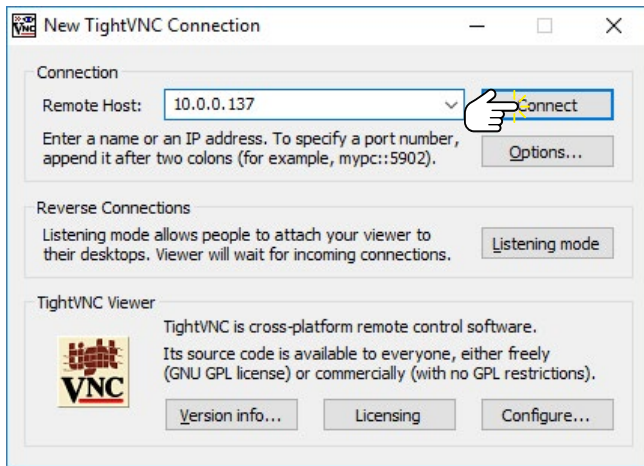 New TightVNC Connection
Connection
Remote Host: 10.0.0.137 Connect
Enter a name or an IP address. To specify a port number,
append it after two colons (for example, mypc::5902).
Options...
Reverse Connections
Listening mode allows people to attach your viewer to
their desktops. Viewer will wait for incoming connections.
Listening mode
TightVNC Viewer
TightVNC is cross-platform remote control software.
Its source code is available to everyone, either freely
(GNU GPL license) or commercially (with no GPL restrictions).
tight
VNC
Version info... Licensing Configure...